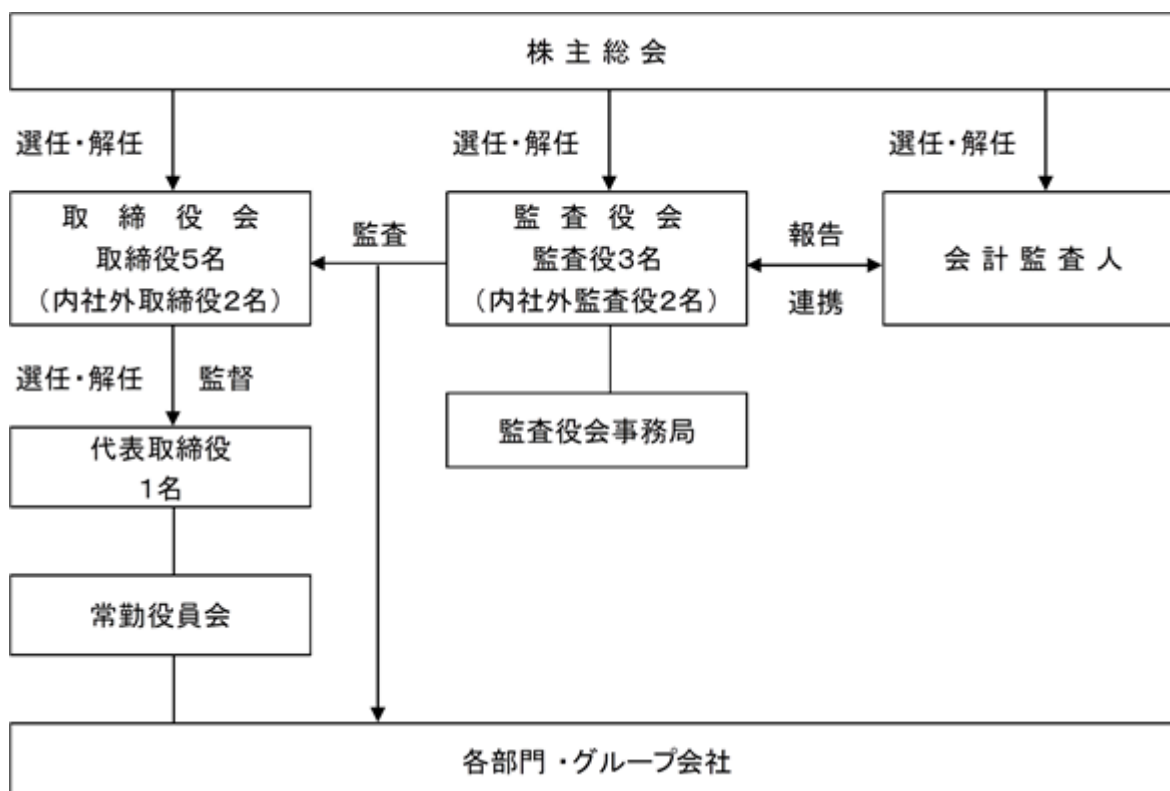 株主総会
選任・解任
選任・解任
選任・解任
取締役会
取締役5名
（内社外取締役2名）
監査
監査役会
監査役3名
（内社外監査役2名）
報告
連携
会計監査人
選任・解任
監督
監査役会事務局
代表取締役
1名
常勤役員会
各部門・グループ会社